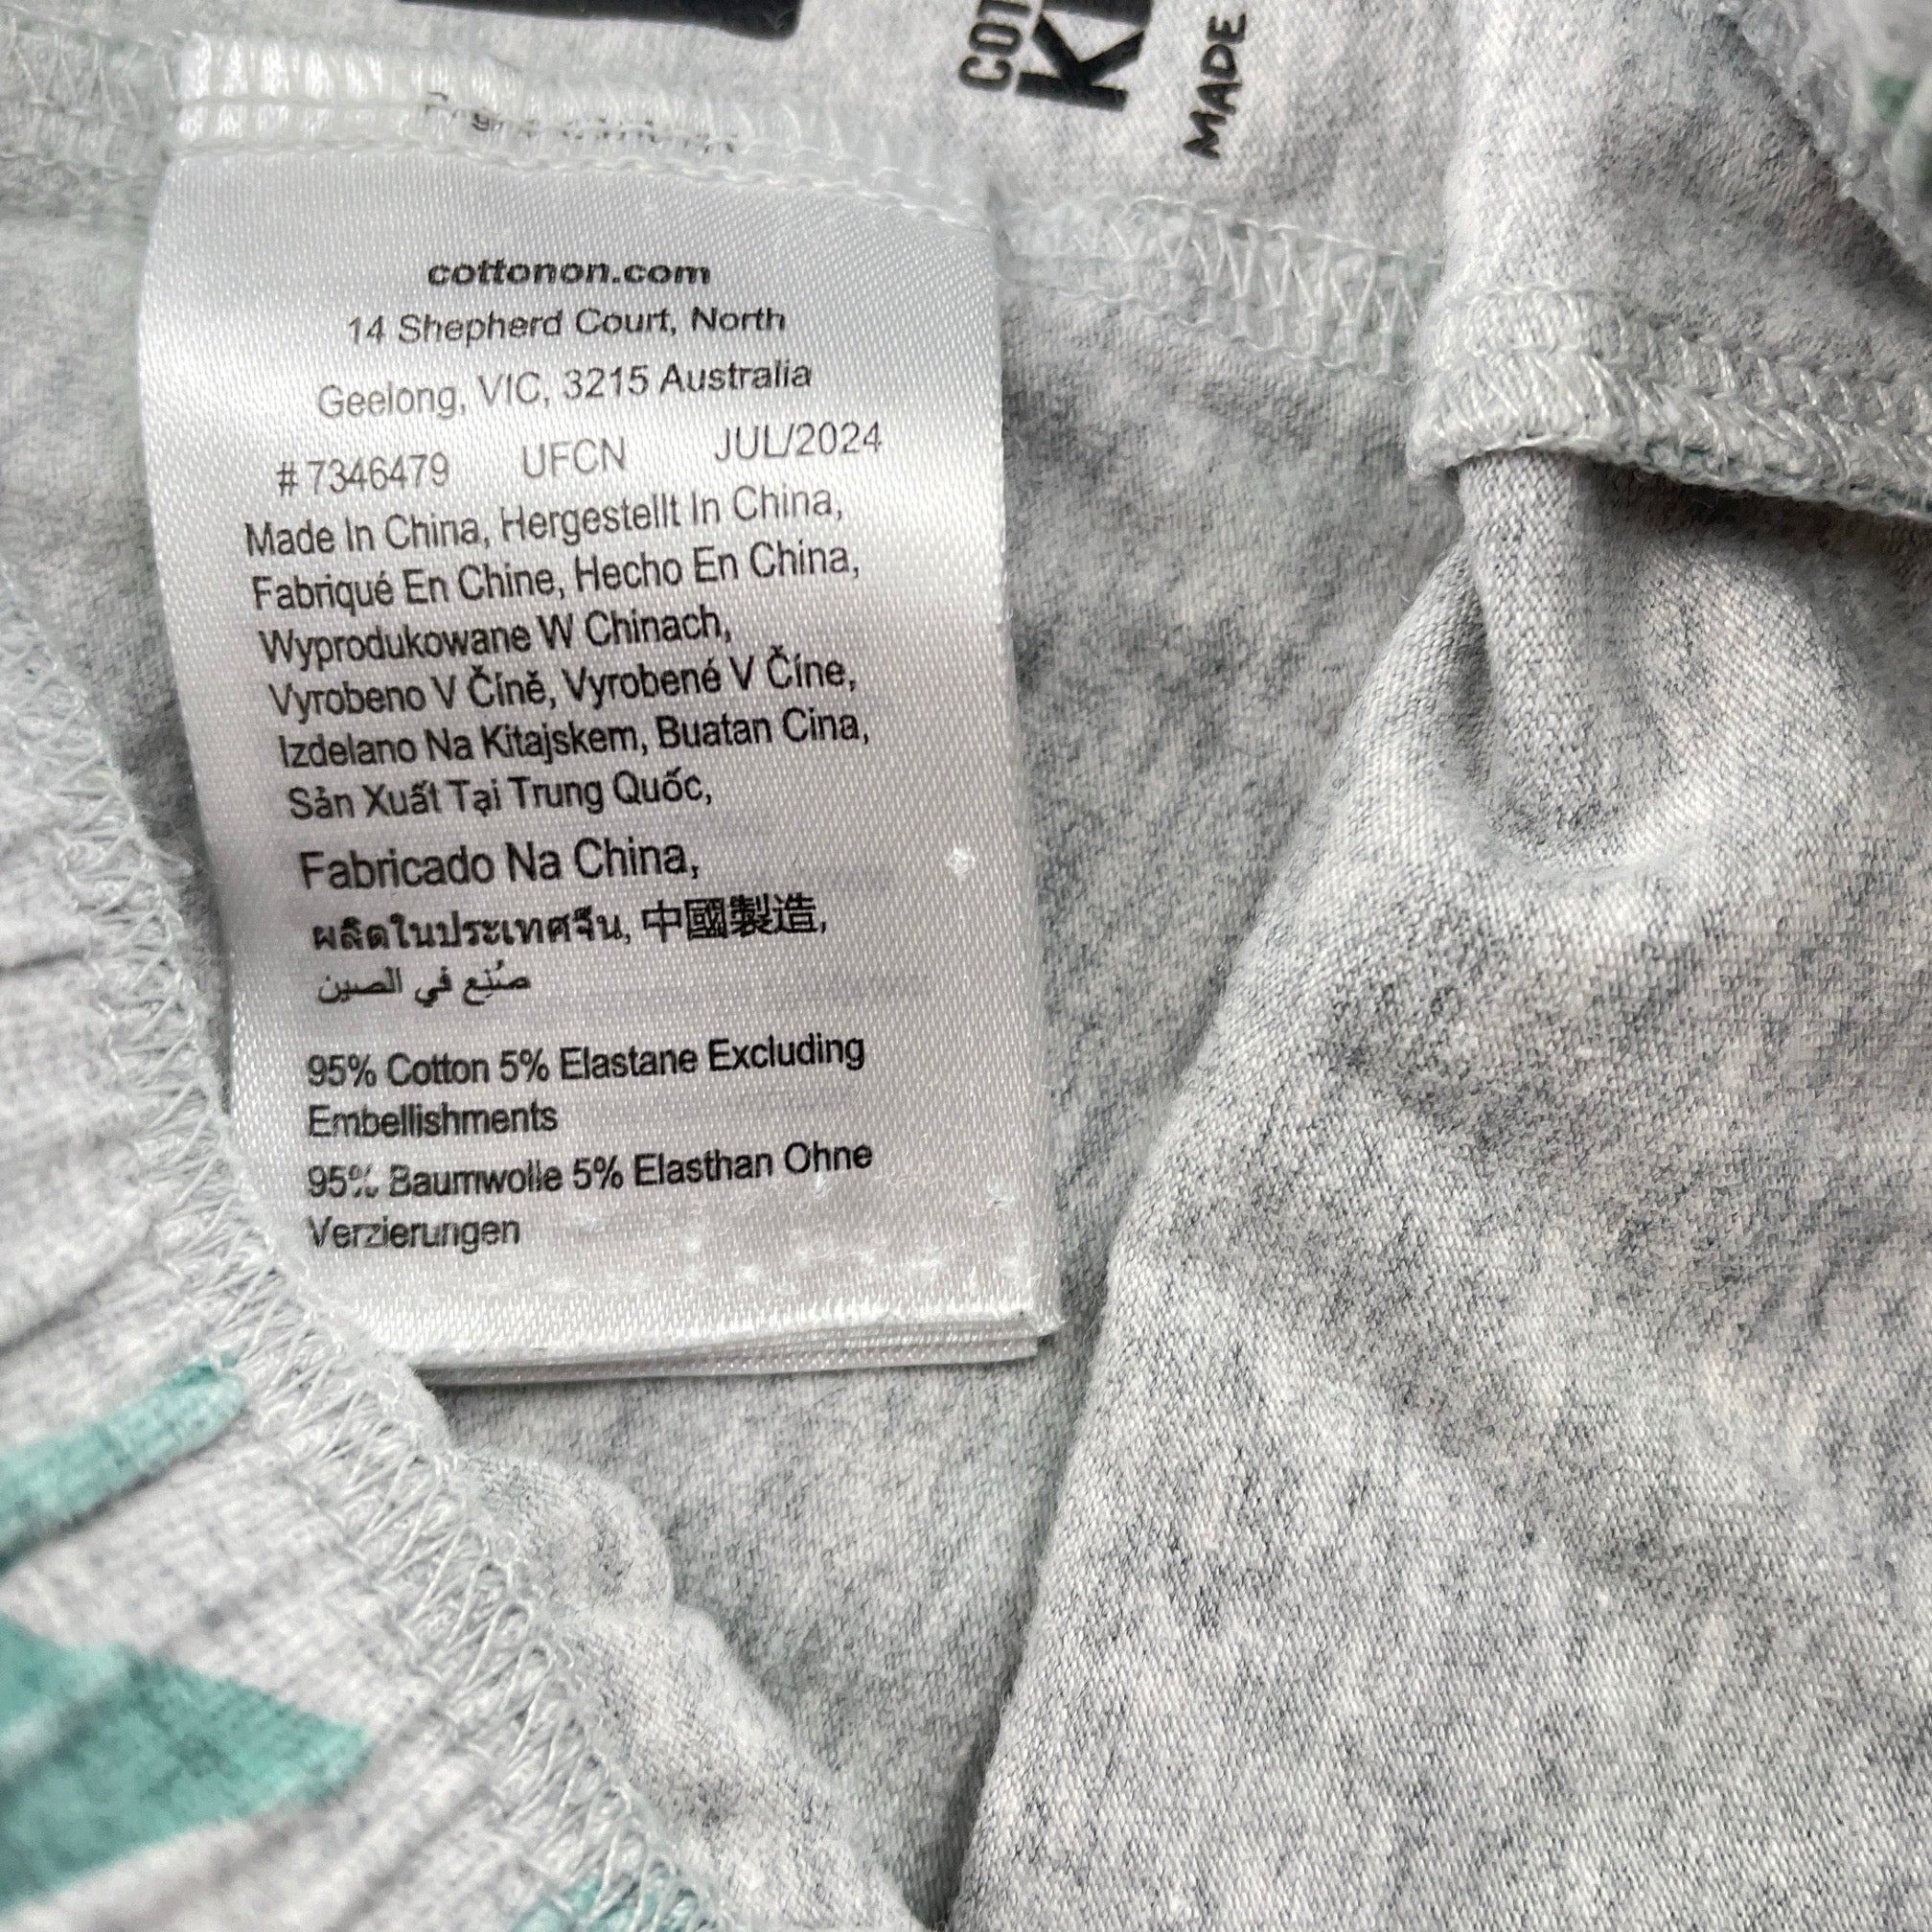 MADE
cottonon.com
14 Shepherd Court, North
Geelong, VIC, 3215 Australia
# 7346479 UFCN JUL/2024
Made In China, Hergestellt In China,
Fabriqué En Chine, Hecho En China,
Wyprodukowane W Chinach,
Vyrobeno V Číně, Vyrobené V Číne,
Izdelano Na Kitajskem, Buatan Cina,
Sản Xuất Tại Trung Quốc,
Fabricado Na China,
ผลิตในประเทศจีน, 中國製造,
صُنِع في الصين
95% Cotton 5% Elastane Excluding
Embellishments
95% Baumwolle 5% Elasthan Ohne
Verzierungen